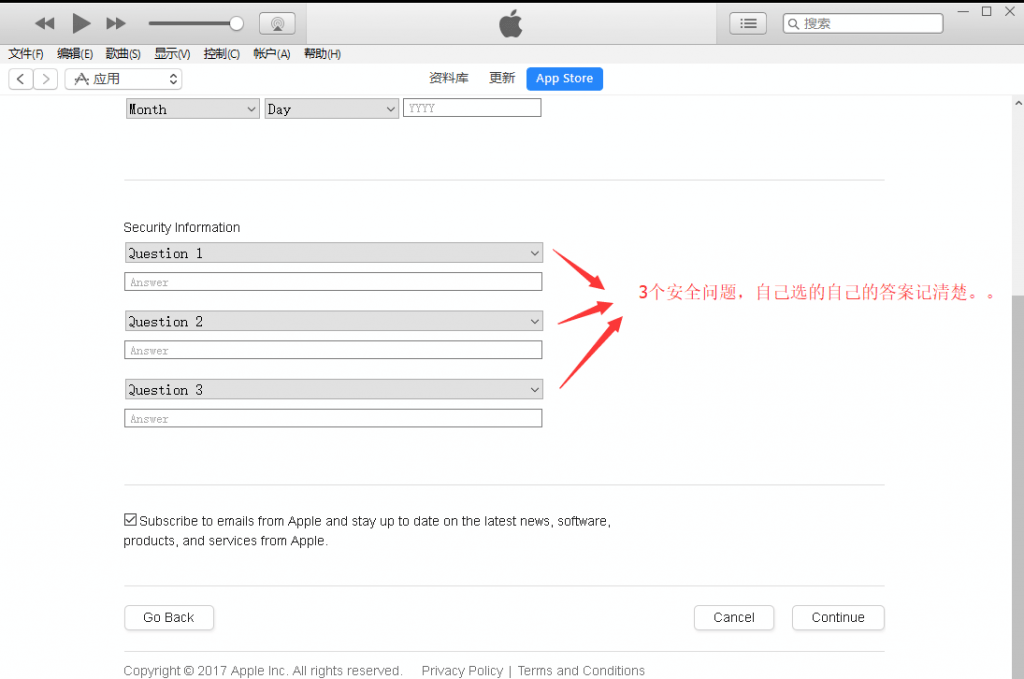 搜索
文件(F) 编辑(E) 歌曲(S) 显示(V) 控制(C) 帐户(A) 帮助(H)
应用 资料库 更新 App Store
Month Day YYYY
Security Information
Question 1
Answer
3个安全问题，自己选的自己的答案记清楚。。
Question 2
Answer
Question 3
Answer
Subscribe to emails from Apple and stay up to date on the latest news, software,
products, and services from Apple.
Go Back Cancel Continue
Copyright © 2017 Apple Inc. All rights reserved. Privacy Policy | Terms and Conditions